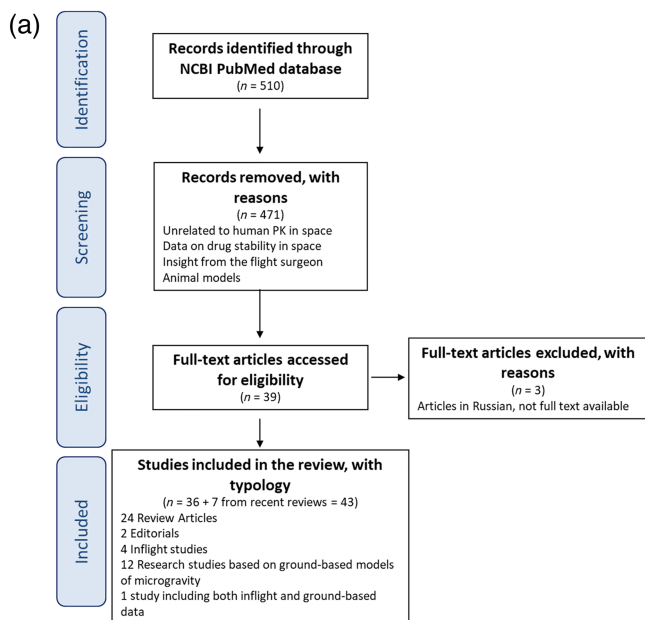 (a)
Identification
Records identified through
NCBI PubMed database
(n = 510)
Screening
Records removed, with
reasons
(n = 471)
Unrelated to human PK in space
Data on drug stability in space
Insight from the flight surgeon
Animal models
Eligibility
Full-text articles accessed
for eligibility
(n = 39)
Full-text articles excluded, with
reasons
(n = 3)
Articles in Russian, not full text available
Included
Studies included in the review, with
typology
(n = 36 + 7 from recent reviews = 43)
24 Review Articles
2 Editorials
4 Inflight studies
12 Research studies based on ground-based models
of microgravity
1 study including both inflight and ground-based
data